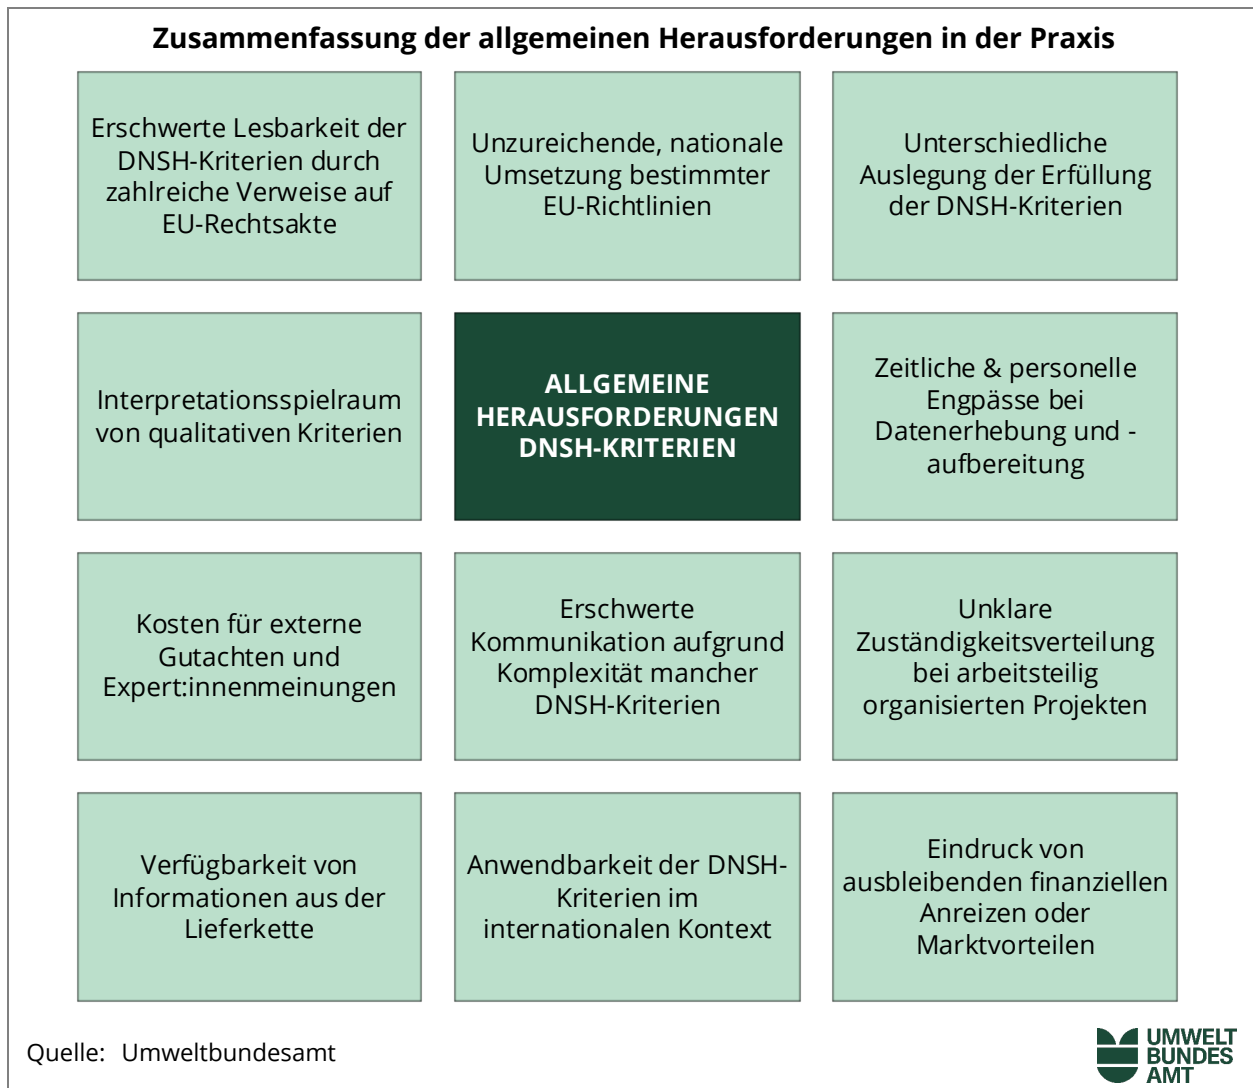 Zusammenfassung der allgemeinen Herausforderungen in der Praxis
Erschwerte Lesbarkeit der
DNSH-Kriterien durch
zahlreiche Verweise auf
EU-Rechtsakte
Unzureichende, nationale
Umsetzung bestimmter
EU-Richtlinien
Unterschiedliche
Auslegung der Erfüllung
der DNSH-Kriterien
Interpretationsspielraum
von qualitativen Kriterien
ALLGEMEINE
HERAUSFORDERUNGEN
DNSH-KRITERIEN
Zeitliche & personelle
Engpässe bei
Datenerhebung und -
aufbereitung
Kosten für externe
Gutachten und
Expert:innenmeinungen
Erschwerte
Kommunikation aufgrund
Komplexität mancher
DNSH-Kriterien
Unklare
Zuständigkeitsverteilung
bei arbeitsteilig
organisierten Projekten
Verfügbarkeit von
Informationen aus der
Lieferkette
Anwendbarkeit der DNSH-
Kriterien im
internationalen Kontext
Eindruck von
ausbleibenden finanziellen
Anreizen oder
Marktvorteilen
Quelle: Umweltbundesamt
UMWELT
BUNDES
AMT